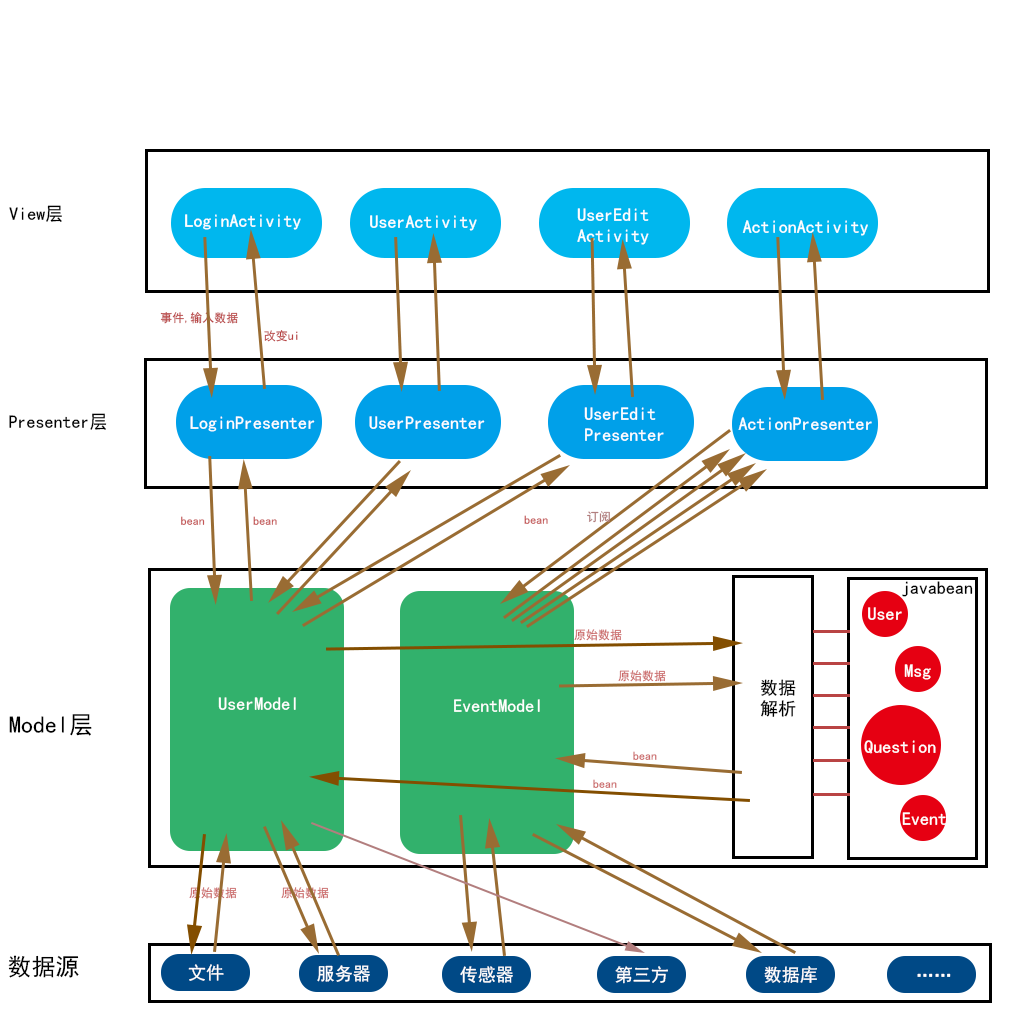 View层
LoginActivity
UserActivity
UserEdit
Activity
ActionActivity
事件,输入数据
改变ui
Presenter层
LoginPresenter
UserPresenter
UserEdit
Presenter
ActionPresenter
bean
bean
bean
订阅
Model层
UserModel
EventModel
原始数据
原始数据
bean
bean
数据
解析
javabean
User
Msg
Question
Event
原始数据
原始数据
数据源
文件
服务器
传感器
第三方
数据库
……